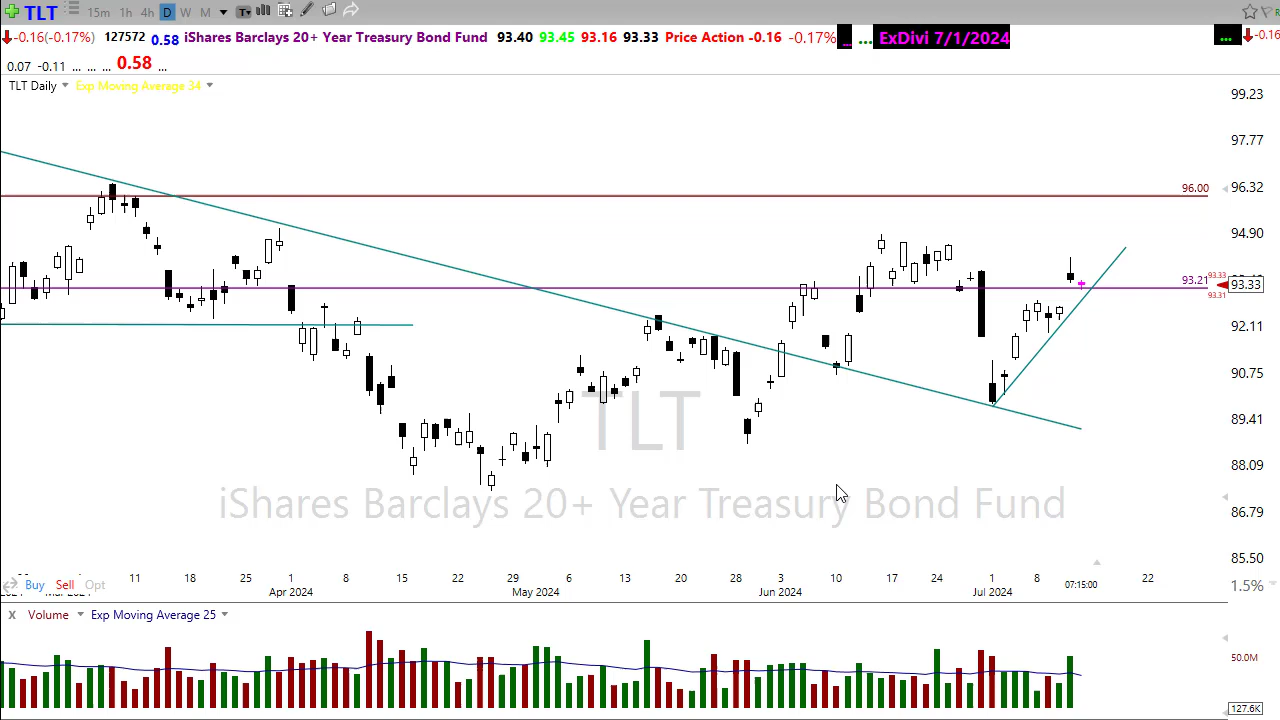 TLT 15m 1h 4h D W M T
-0.16(-0.17%) 127572 0.58 iShares Barclays 20+ Year Treasury Bond Fund 93.40 93.45 93.16 93.33 Price Action -0.16 -0.17% ... ... ExDivi 7/1/2024 ... -0.16
0.07 -0.11 ... ... ... 0.58 ...
TLT Daily Exp Moving Average 34
99.23
97.77
96.00 96.32
94.90
93.21 93.33 93.33
93.31
92.11
90.75
TLT 89.41
88.09
iShares Barclays 20+ Year Treasury Bond Fund
86.79
85.50
11 18 25 1 8 15 22 29 6 13 20 28 3 10 17 24 1 8 07:15:00 22
Buy Sell Opt 1.5%
Apr 2024 May 2024 Jun 2024 Jul 2024
X Volume Exp Moving Average 25
50.0M
127.6K